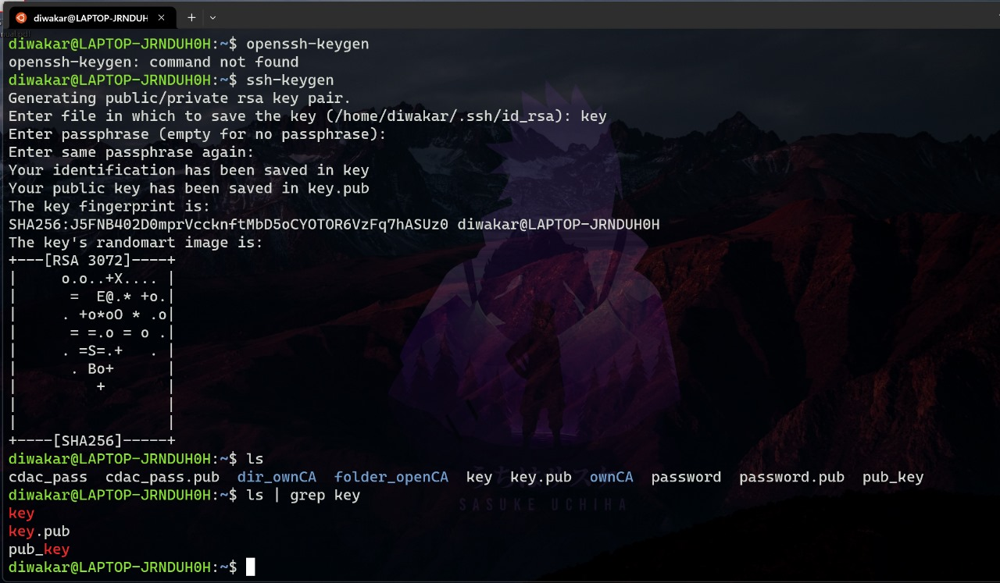 diwakar@LAPTOP-JRNDUH
diwakar@LAPTOP-JRNDUH0H:~$ openssh-keygen
openssh-keygen: command not found
diwakar@LAPTOP-JRNDUH0H:~$ ssh-keygen
Generating public/private rsa key pair.
Enter file in which to save the key (/home/diwakar/.ssh/id_rsa): key
Enter passphrase (empty for no passphrase):
Enter same passphrase again:
Your identification has been saved in key
Your public key has been saved in key.pub
The key fingerprint is:
SHA256:J5FNB402D0mprVccknftMbD5oCYOTOR6VzFq7hASUz0 diwakar@LAPTOP-JRNDUH0H
The key's randomart image is:
+---[RSA 3072]----+
|     o.o..+X.... |
|      =  E@.* +o.|
|     . +o*oO * .o|
|      = =.o = o .|
|     . =S=.+   . |
|      . Bo+      |
|         +       |
|                 |
|                 |
+----[SHA256]-----+
diwakar@LAPTOP-JRNDUH0H:~$ ls
cdac_pass  cdac_pass.pub  dir_ownCA  folder_openCA  key  key.pub  ownCA  password  password.pub  pub_key
diwakar@LAPTOP-JRNDUH0H:~$ ls | grep key
SASUKE UCHIHA
key
key.pub
pub_key
diwakar@LAPTOP-JRNDUH0H:~$